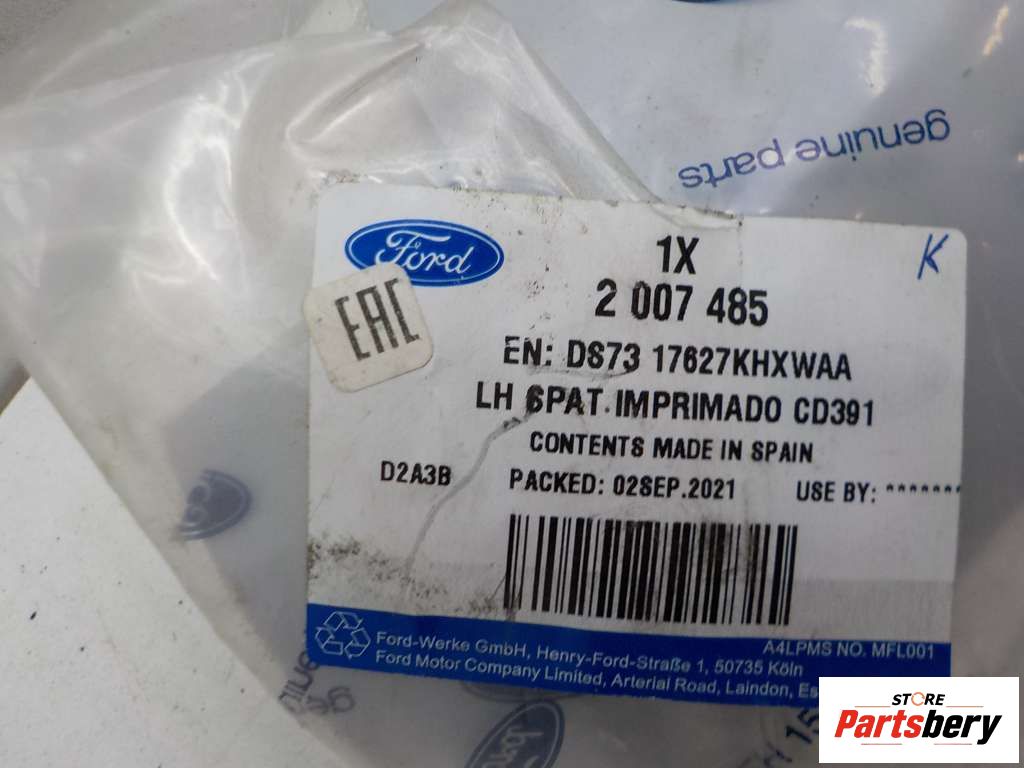 genuine parts
Ford
EAC
1X
K
2 007 485
EN: DS73 17627KHXWAA
LH SPAT.IMPRIMADO CD391
CONTENTS MADE IN SPAIN
D2A3B PACKED: 02SEP.2021 USE BY: *******
A4LPMS NO. MFL001
Ford-Werke GmbH, Henry-Ford-Straße 1, 50735 Köln
Ford Motor Company Limited, Arterial Road, Laindon,
Ford
Ford
STORE
Partsbery